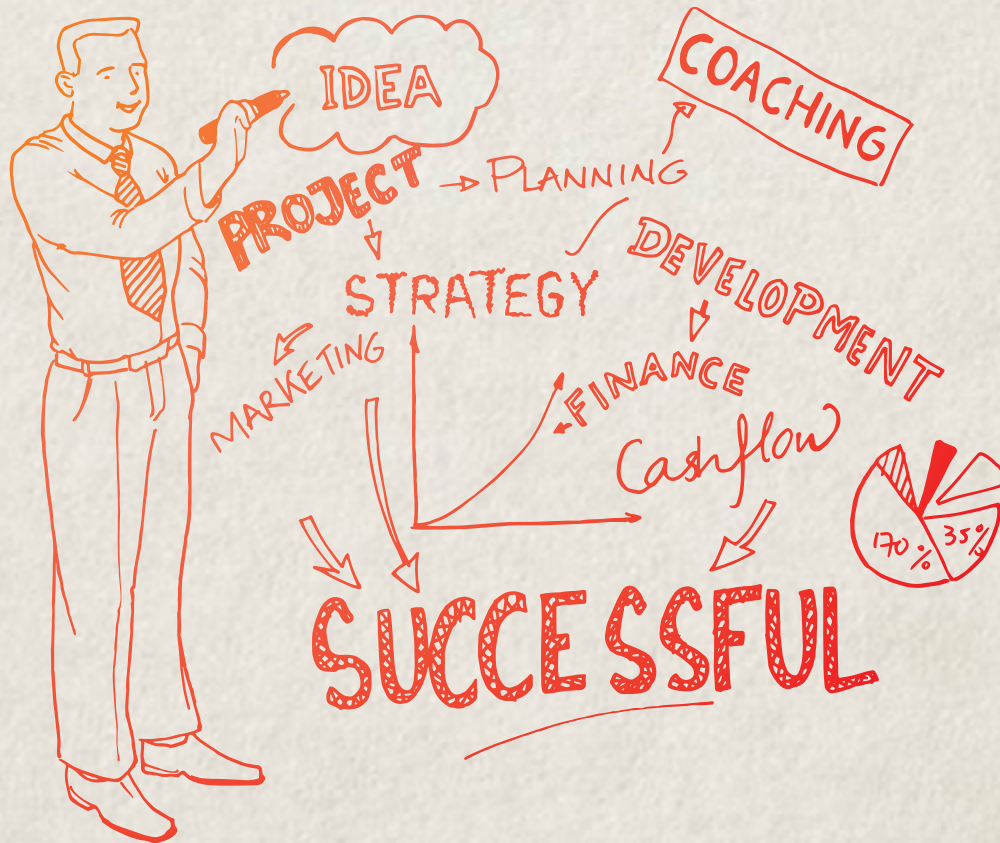 IDEA
COACHING
PROJECT
PLANNING
STRATEGY
DEVELOPMENT
MARKETING
FINANCE
Cashflow
170%
35%
SUCCESSFUL